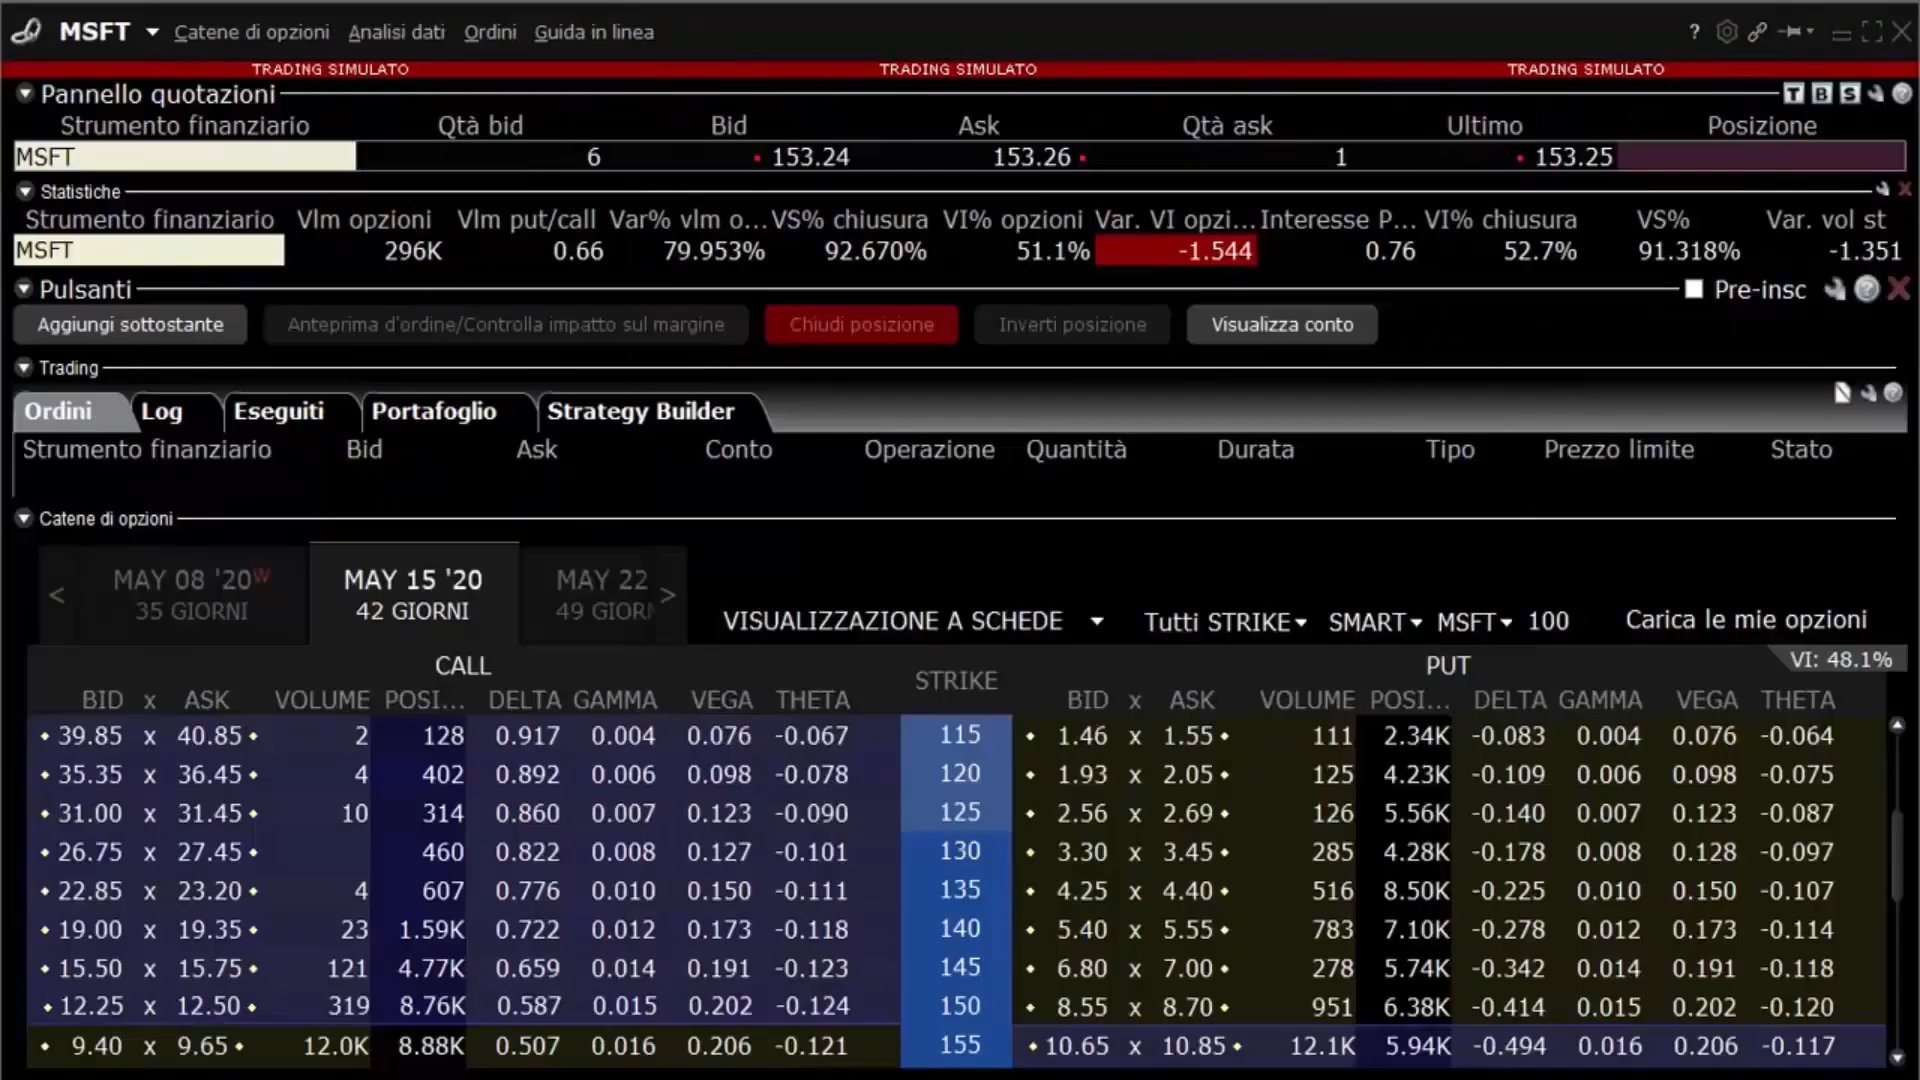 MSFT Catene di opzioni Analisi dati Ordini Guida in linea ?
TRADING SIMULATO TRADING SIMULATO TRADING SIMULATO
Pannello quotazioni T B S ?
Strumento finanziario Qtà bid Bid Ask Qtà ask Ultimo Posizione
MSFT 6 153.24 153.26 1 153.25
Statistiche
Strumento finanziario Vlm opzioni Vlm put/call Var% vlm o... VS% chiusura VI% opzioni Var. VI opzi... Interesse P... VI% chiusura VS% Var. vol st
MSFT 296K 0.66 79.953% 92.670% 51.1% -1.544 0.76 52.7% 91.318% -1.351
Pulsanti Pre-insc ?
Aggiungi sottostante Anteprima d'ordine/Controlla impatto sul margine Chiudi posizione Inverti posizione Visualizza conto
Trading
Ordini Log Eseguiti Portafoglio Strategy Builder ?
Strumento finanziario Bid Ask Conto Operazione Quantità Durata Tipo Prezzo limite Stato
Catene di opzioni
< MAY 08 '20W MAY 15 '20 MAY 22 >
35 GIORNI 42 GIORNI 49 GIORN
VISUALIZZAZIONE A SCHEDE Tutti STRIKE SMART MSFT 100 Carica le mie opzioni
CALL STRIKE PUT VI: 48.1%
BID x ASK VOLUME POSI... DELTA GAMMA VEGA THETA BID x ASK VOLUME POSI... DELTA GAMMA VEGA THETA
39.85 x 40.85 2 128 0.917 0.004 0.076 -0.067 115 1.46 x 1.55 111 2.34K -0.083 0.004 0.076 -0.064
35.35 x 36.45 4 402 0.892 0.006 0.098 -0.078 120 1.93 x 2.05 125 4.23K -0.109 0.006 0.098 -0.075
31.00 x 31.45 10 314 0.860 0.007 0.123 -0.090 125 2.56 x 2.69 126 5.56K -0.140 0.007 0.123 -0.087
26.75 x 27.45 460 0.822 0.008 0.127 -0.101 130 3.30 x 3.45 285 4.28K -0.178 0.008 0.128 -0.097
22.85 x 23.20 4 607 0.776 0.010 0.150 -0.111 135 4.25 x 4.40 516 8.50K -0.225 0.010 0.150 -0.107
19.00 x 19.35 23 1.59K 0.722 0.012 0.173 -0.118 140 5.40 x 5.55 783 7.10K -0.278 0.012 0.173 -0.114
15.50 x 15.75 121 4.77K 0.659 0.014 0.191 -0.123 145 6.80 x 7.00 278 5.74K -0.342 0.014 0.191 -0.118
12.25 x 12.50 319 8.76K 0.587 0.015 0.202 -0.124 150 8.55 x 8.70 951 6.38K -0.414 0.015 0.202 -0.120
9.40 x 9.65 12.0K 8.88K 0.507 0.016 0.206 -0.121 155 10.65 x 10.85 12.1K 5.94K -0.494 0.016 0.206 -0.117